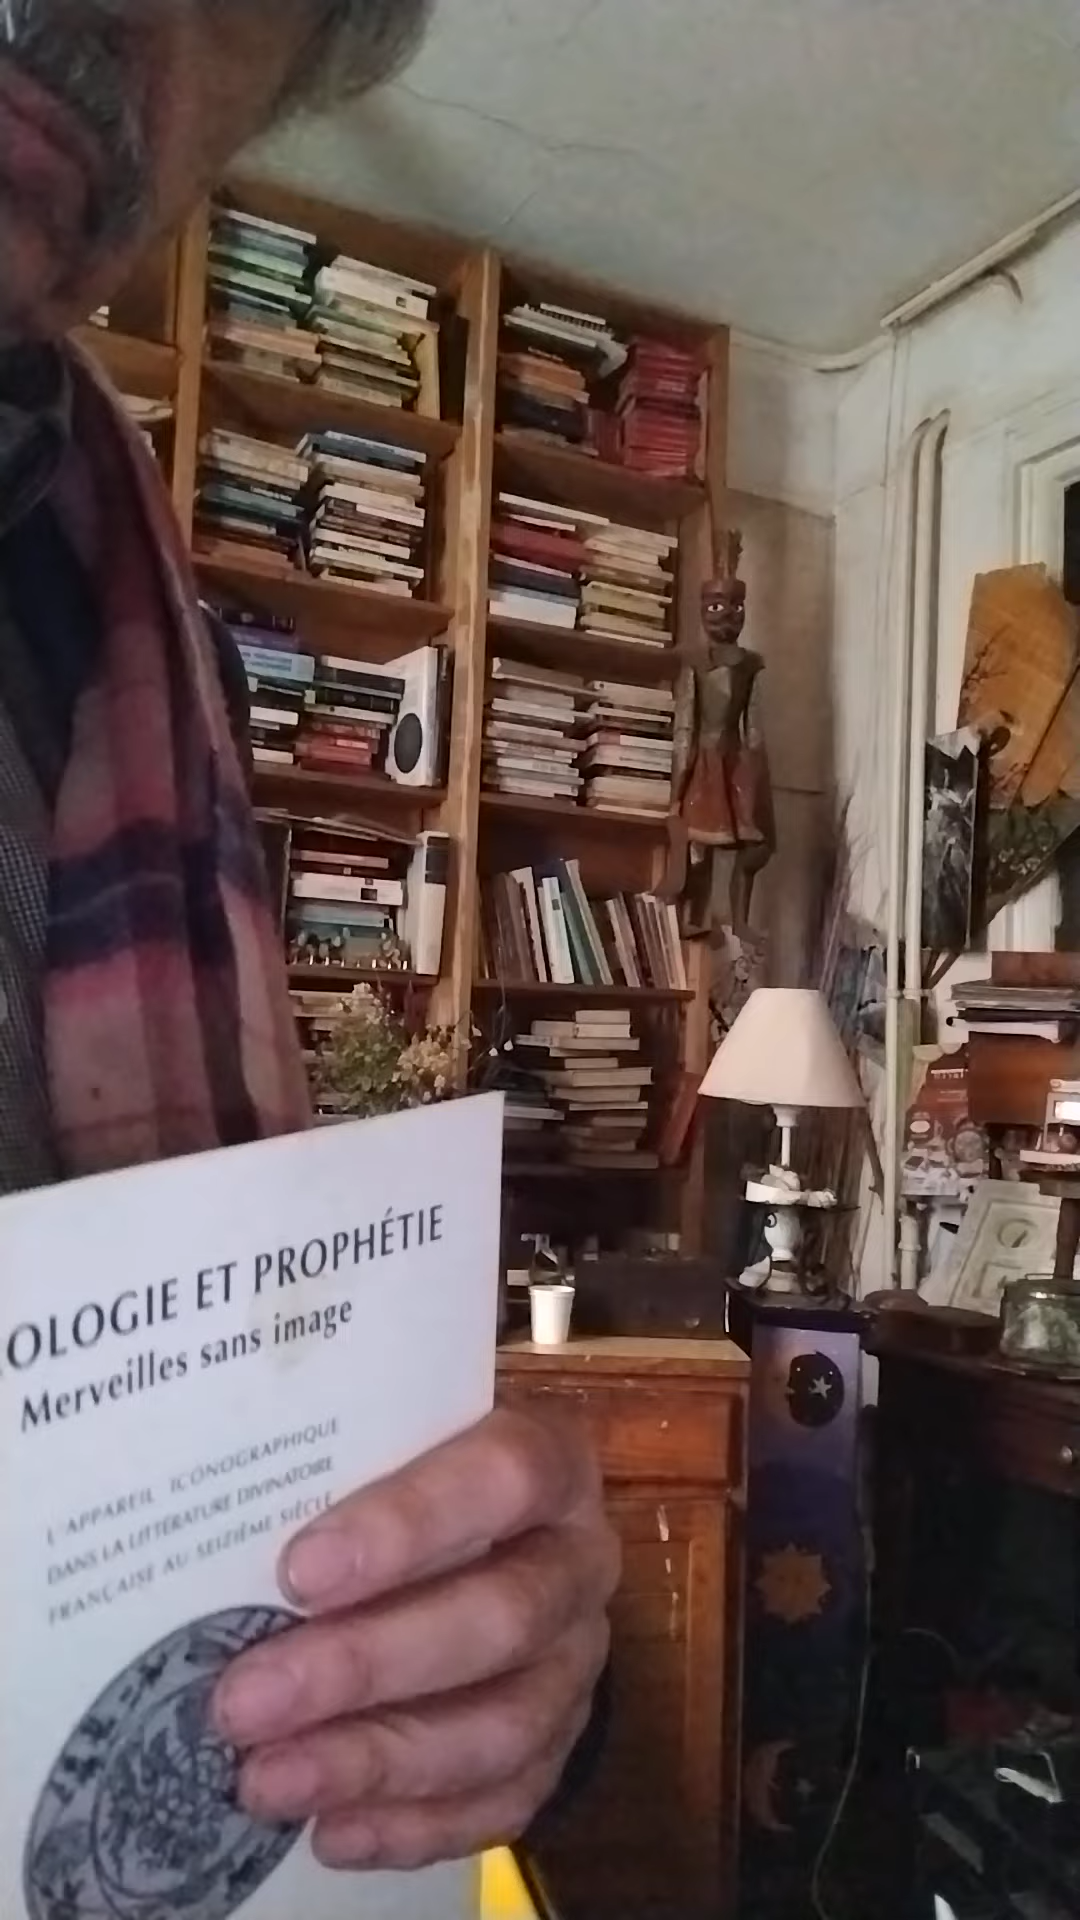 OLOGIE ET PROPHÉTIE
Merveilles sans image
L'APPAREIL ICONOGRAPHIQUE
DANS LA LITTÉRATURE DIVINATOIRE
FRANÇAISE AU SEIZIÈME SIÈCLE